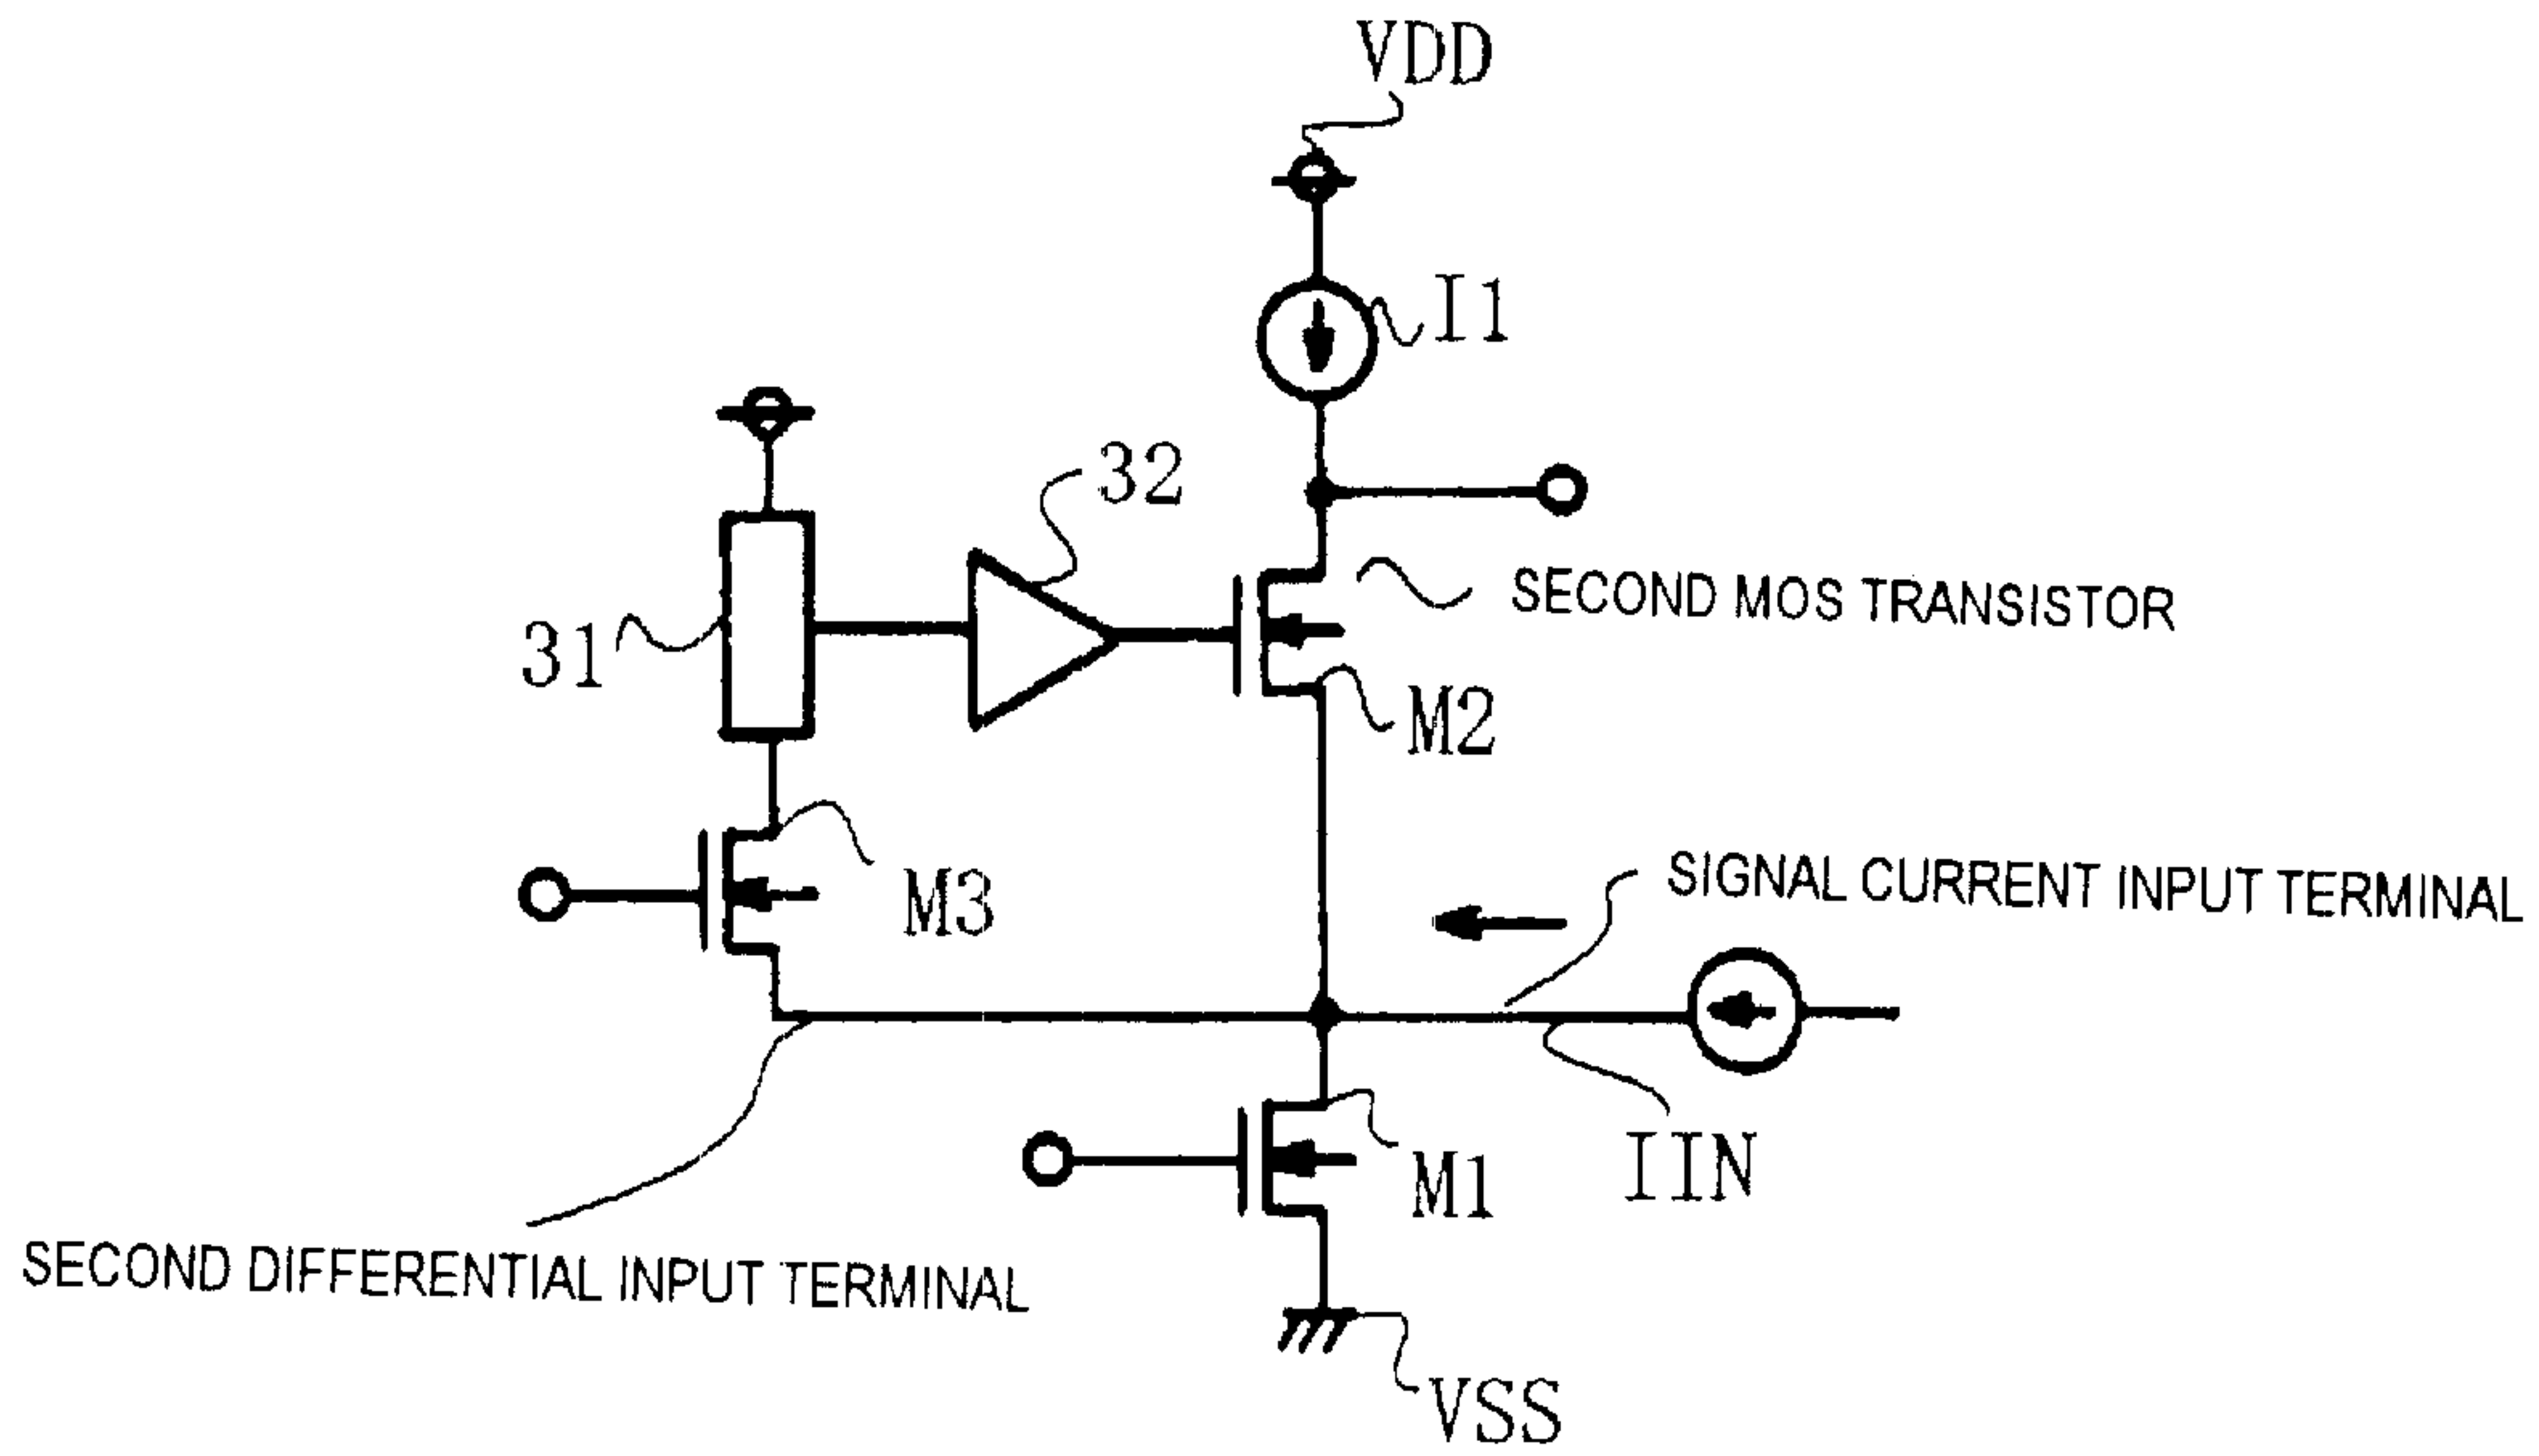 VDD
I1
32
SECOND MOS TRANSISTOR
31
M2
SIGNAL CURRENT INPUT TERMINAL
M3
IIN
M1
SECOND DIFFERENTIAL INPUT TERMINAL
VSS